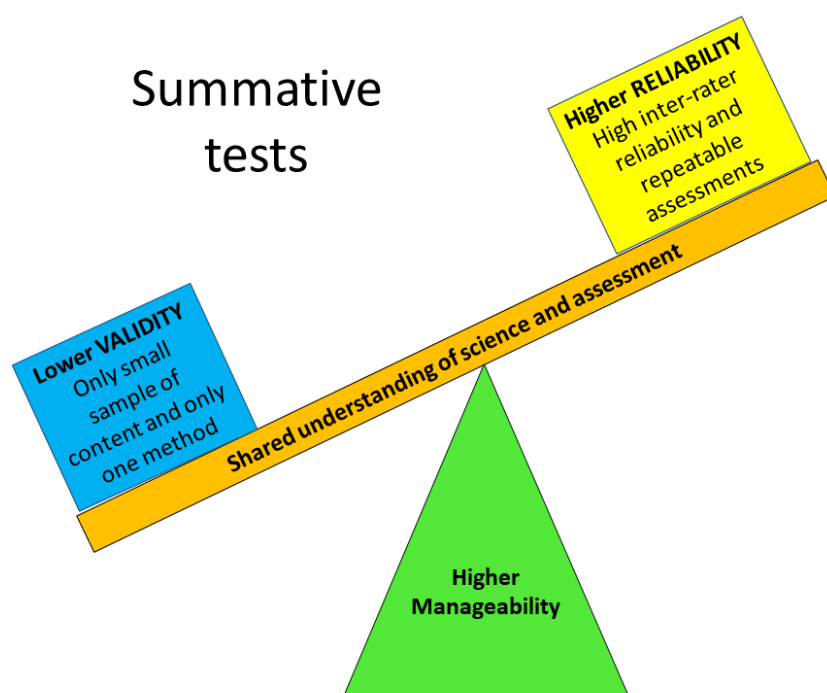 Summative
tests
Higher RELIABILITY
High inter-rater
reliability and
repeatable
assessments
Lower VALIDITY
Only small
sample of
content and only
one method
Shared understanding of science and assessment
Higher
Manageability